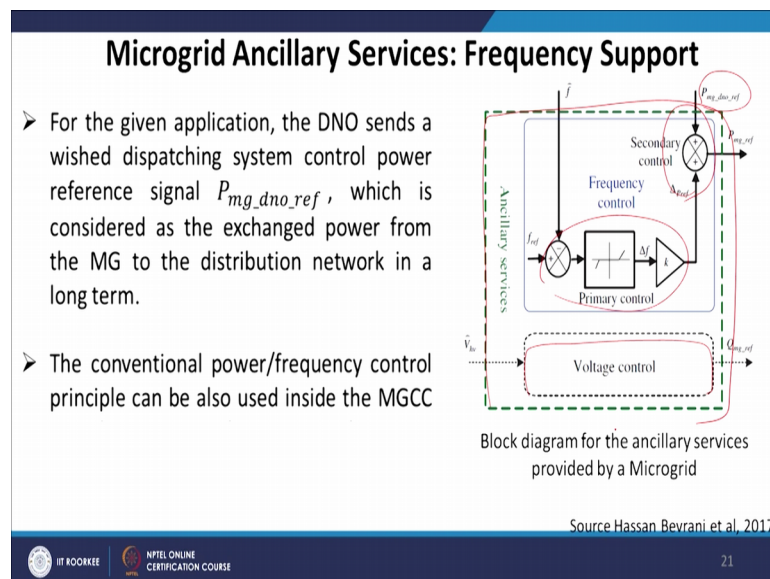 Microgrid Ancillary Services: Frequency Support
➢ For the given application, the DNO sends a
wished dispatching system control power
reference signal P_mg_dno_ref , which is
considered as the exchanged power from
the MG to the distribution network in a
long term.
➢ The conventional power/frequency control
principle can be also used inside the MGCC
f̂
P_mg_dno_ref
Secondary
control
P_mg_ref
Frequency
control
Ancillary services
f_ref
Δf
k
Primary control
Voltage control
Q_mg_ref
Block diagram for the ancillary services
provided by a Microgrid
Source Hassan Bevrani et al, 2017
IIT ROORKEE
NPTEL ONLINE
CERTIFICATION COURSE
21